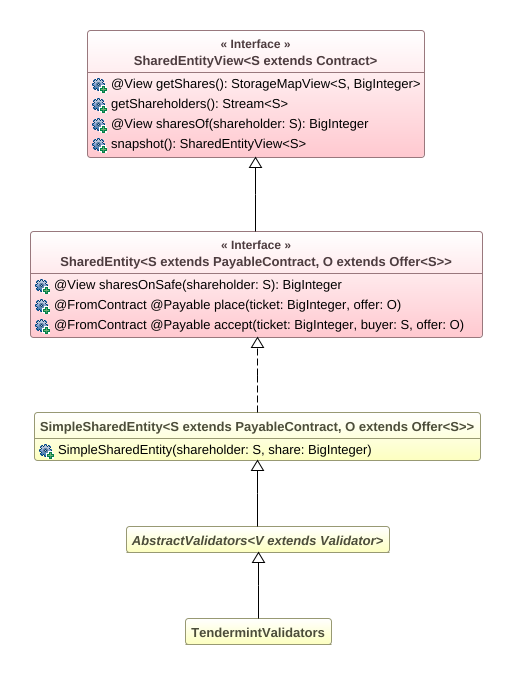 « Interface »
SharedEntityView<S extends Contract>
@View getShares(): StorageMapView<S, BigInteger>
getShareholders(): Stream<S>
@View sharesOf(shareholder: S): BigInteger
snapshot(): SharedEntityView<S>
« Interface »
SharedEntity<S extends PayableContract, O extends Offer<S>>
@View sharesOnSafe(shareholder: S): BigInteger
@FromContract @Payable place(ticket: BigInteger, offer: O)
@FromContract @Payable accept(ticket: BigInteger, buyer: S, offer: O)
SimpleSharedEntity<S extends PayableContract, O extends Offer<S>>
SimpleSharedEntity(shareholder: S, share: BigInteger)
AbstractValidators<V extends Validator>
TendermintValidators